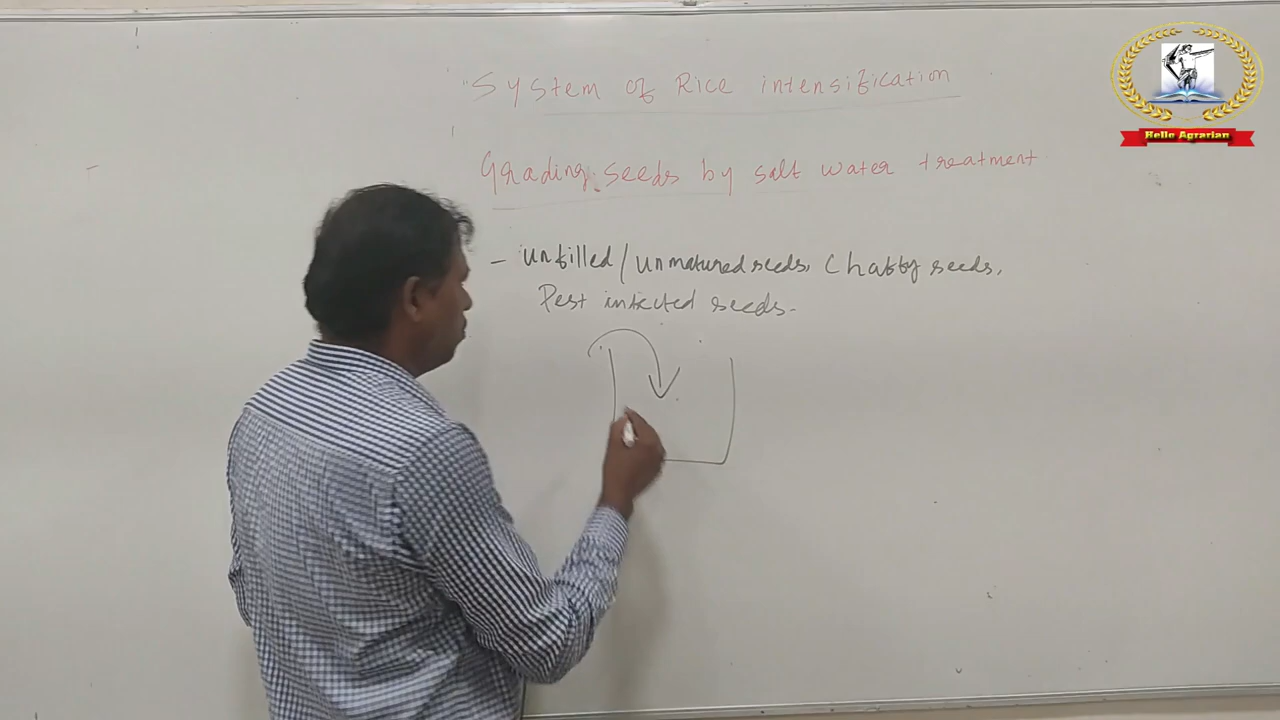 System of Rice intensification
Grading seeds by salt water treatment
- Unfilled/unmatured seeds, Chaffy seeds,
Pest infected seeds.
Hello Agrarian